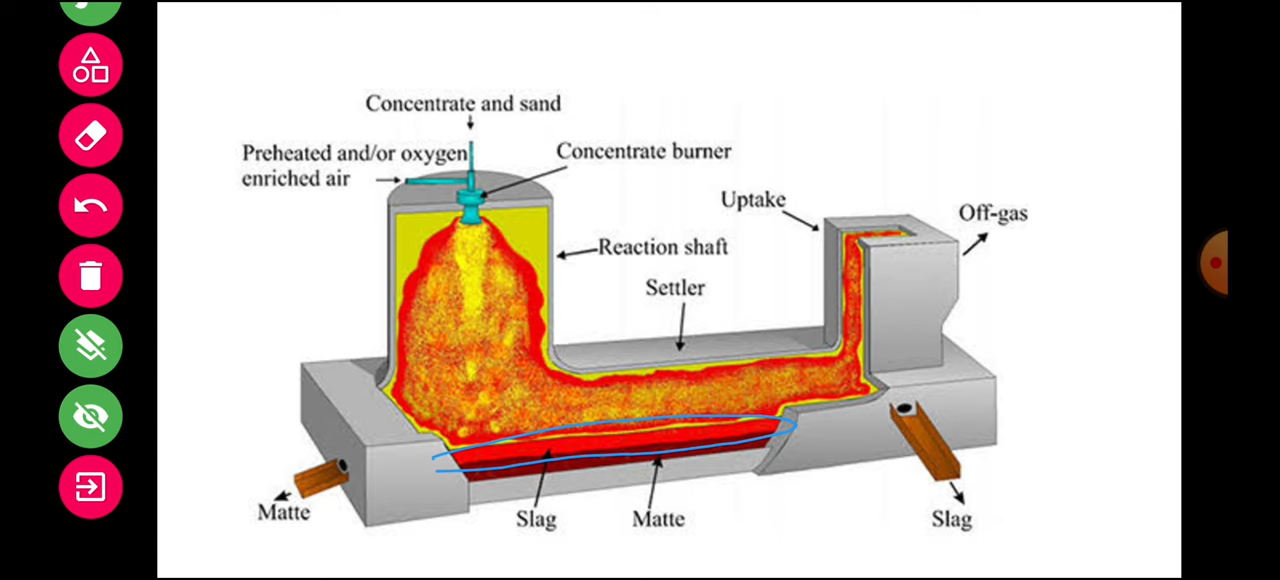 Concentrate and sand
Preheated and/or oxygen
enriched air
Concentrate burner
Uptake
Off-gas
Reaction shaft
Settler
Matte
Slag
Matte
Slag